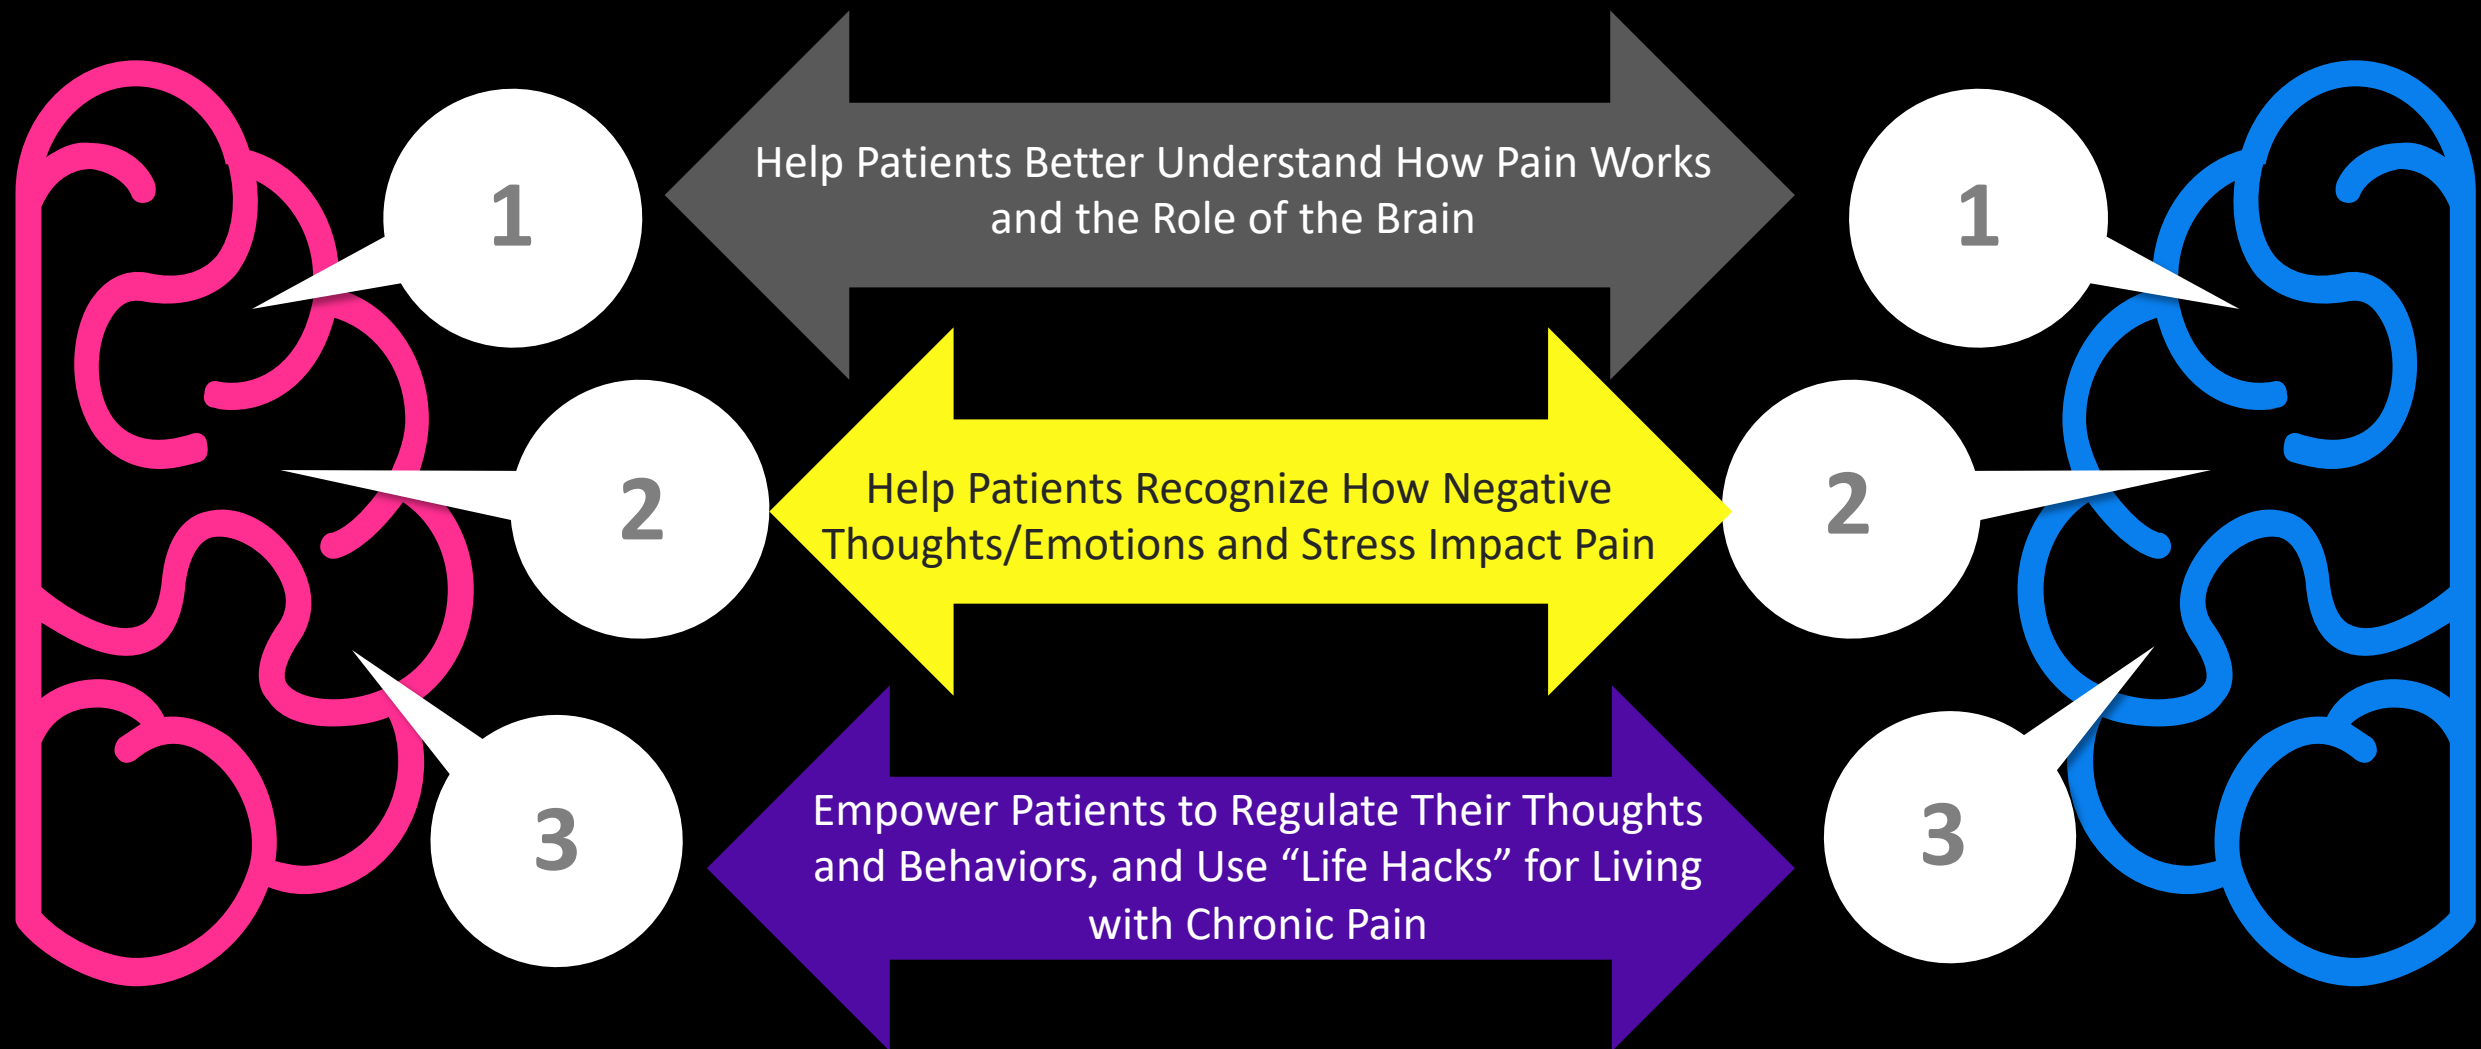 1
Help Patients Better Understand How Pain Works
and the Role of the Brain
1
2
Help Patients Recognize How Negative
Thoughts/Emotions and Stress Impact Pain
2
3
Empower Patients to Regulate Their Thoughts
and Behaviors, and Use “Life Hacks” for Living
with Chronic Pain
3